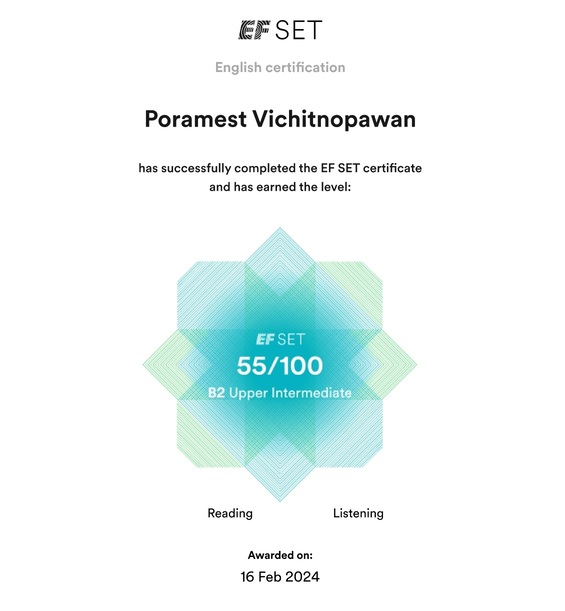 EF SET
English certification
Poramest Vichitnopawan
has successfully completed the EF SET certificate
and has earned the level:
EF SET
55/100
B2 Upper Intermediate
Reading Listening
Awarded on:
16 Feb 2024